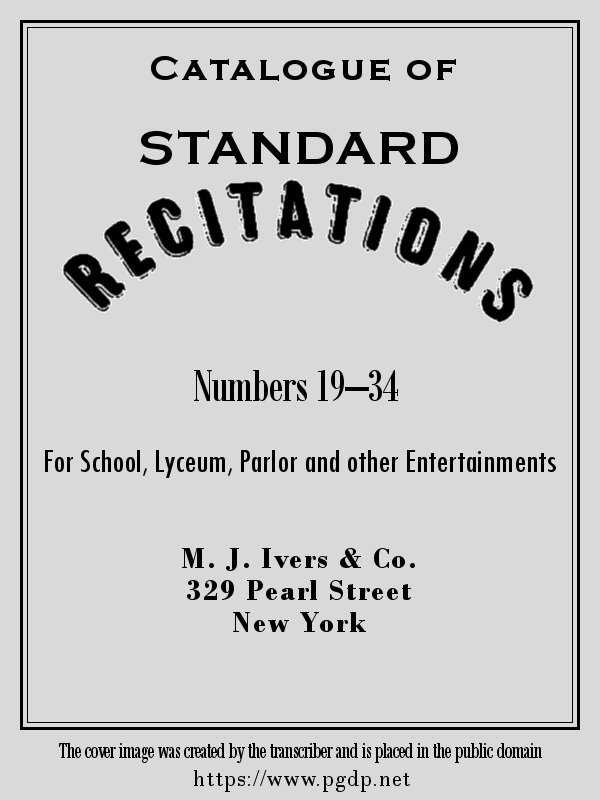 Catalogue of
STANDARD
RECITATIONS
Numbers 19—34
For School, Lyceum, Parlor and other Entertainments
M. J. Ivers & Co.
329 Pearl Street
New York
The cover image was created by the transcriber and is placed in the public domain
https://www.pgdp.net